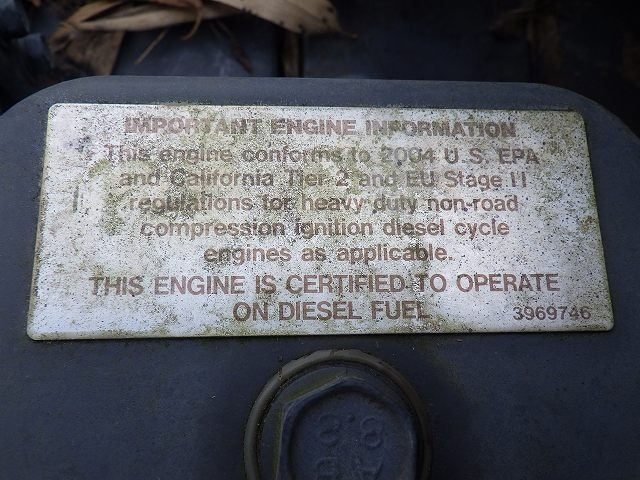 IMPORTANT ENGINE INFORMATION
This engine conforms to 2004 U.S. EPA
and California Tier 2 and EU Stage II
regulations for heavy duty non-road
compression ignition diesel cycle
engines as applicable.
THIS ENGINE IS CERTIFIED TO OPERATE
ON DIESEL FUEL
3969746
8.8